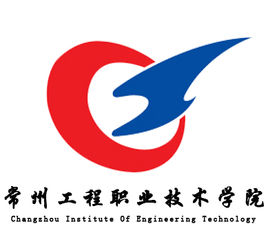 常州工程职业技术学院
Changzhou Institute Of Engineering Technology